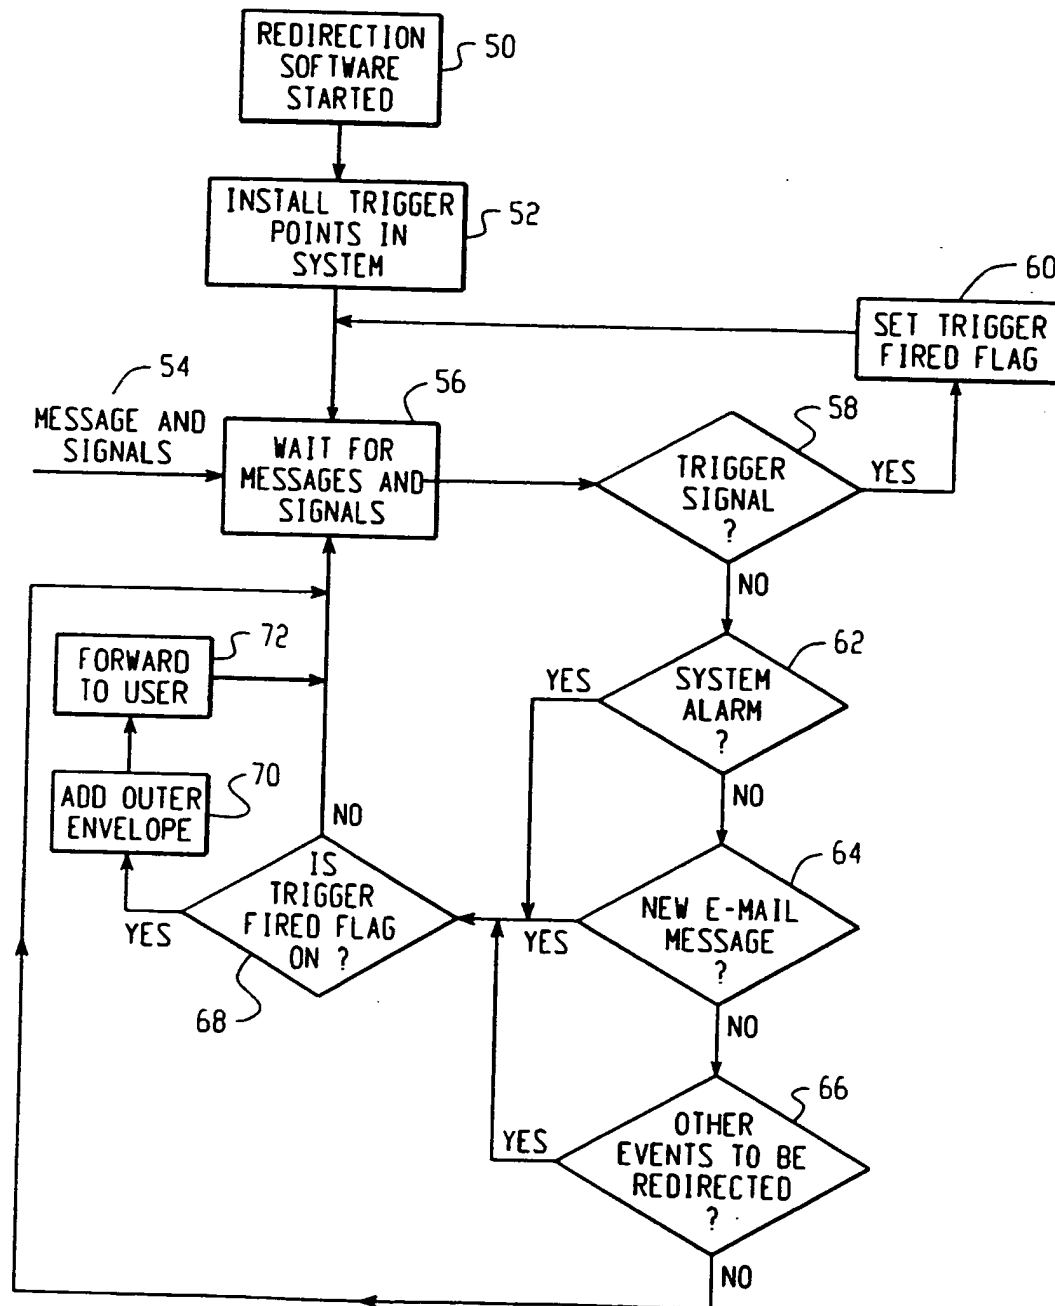 REDIRECTION
SOFTWARE
STARTED
50
INSTALL TRIGGER
POINTS IN
SYSTEM
52
60
SET TRIGGER
FIRED FLAG
54
MESSAGE AND
SIGNALS
56
WAIT FOR
MESSAGES AND
SIGNALS
58
TRIGGER
SIGNAL
?
YES
NO
62
SYSTEM
ALARM
?
YES
NO
72
FORWARD
TO USER
70
ADD OUTER
ENVELOPE
NO
IS
TRIGGER
FIRED FLAG
ON ?
YES
68
64
NEW E-MAIL
MESSAGE
?
YES
NO
66
OTHER
EVENTS TO BE
REDIRECTED
?
YES
NO